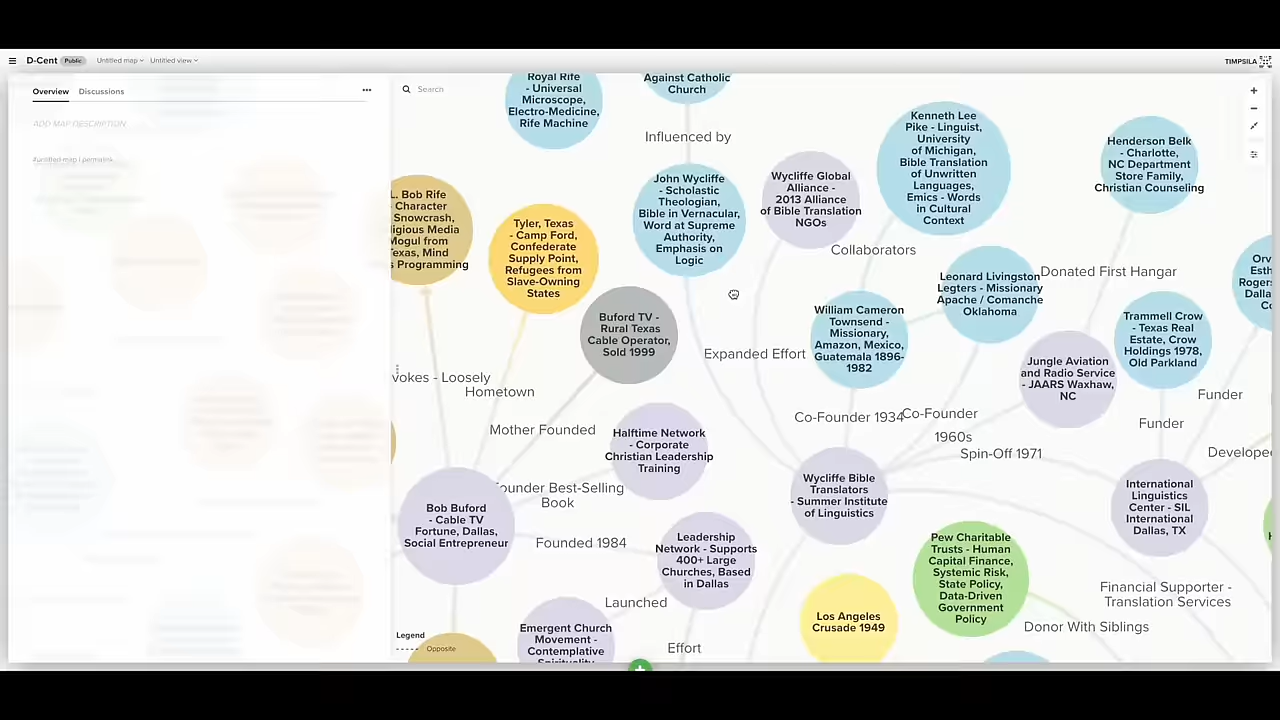 D-Cent
Public
Untitled map
Untitled view
TIMPSILA
Overview
Discussions
ADD MAP DESCRIPTION
#untitled-map | permalink
Search
Royal Rife
- Universal
Microscope,
Electro-Medicine,
Rife Machine
Against Catholic
Church
Influenced by
Kenneth Lee
Pike - Linguist,
University
of Michigan,
Bible Translation
of Unwritten
Languages,
Emics - Words
in Cultural
Context
Henderson Belk
- Charlotte,
NC Department
Store Family,
Christian Counseling
L. Bob Rife
Character
Snowcrash,
Mogul from
Programming
Tyler, Texas
- Camp Ford,
Confederate
Supply Point,
Refugees from
Slave-Owning
States
John Wycliffe
- Scholastic
Theologian,
Bible in Vernacular,
Word at Supreme
Authority,
Emphasis on
Logic
Wycliffe Global
Alliance -
2013 Alliance
of Bible Translation
NGOs
Collaborators
Leonard Livingston
Legters - Missionary
Apache / Comanche
Oklahoma
Donated First Hangar
Buford TV -
Rural Texas
Cable Operator,
Sold 1999
William Cameron
Townsend -
Missionary,
Amazon, Mexico,
Guatemala 1896-
1982
Trammell Crow
- Texas Real
Estate, Crow
Holdings 1978,
Old Parkland
Expanded Effort
Jungle Aviation
and Radio Service
- JAARS Waxhaw,
NC
vokes - Loosely
Hometown
Funder
Co-Founder 1934
Co-Founder
1960s
Funder
Mother Founded
Halftime Network
- Corporate
Christian Leadership
Training
Spin-Off 1971
Develope
Founder Best-Selling
Book
Wycliffe Bible
Translators
- Summer Institute
of Linguistics
International
Linguistics
Center - SIL
International
Dallas, TX
Bob Buford
- Cable TV
Fortune, Dallas,
Social Entrepreneur
Founded 1984
Leadership
Network - Supports
400+ Large
Churches, Based
in Dallas
Pew Charitable
Trusts - Human
Capital Finance,
Systemic Risk,
State Policy,
Data-Driven
Government
Policy
Launched
Financial Supporter -
Translation Services
Los Angeles
Crusade 1949
Donor With Siblings
Emergent Church
Movement -
Contemplative
Spirituality
Effort
Legend
Opposite